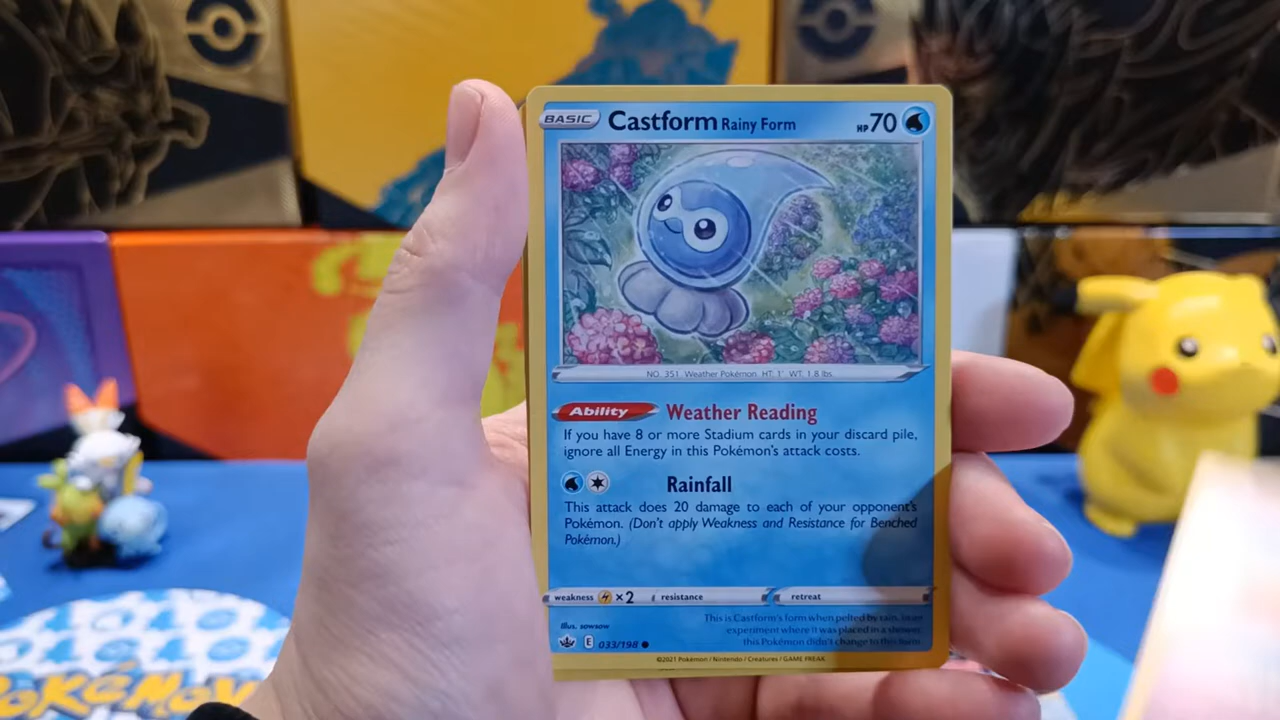 BASIC Castform Rainy Form HP 70
NO. 351 Weather Pokémon HT: 1' WT: 1.8 lbs.
Ability Weather Reading
If you have 8 or more Stadium cards in your discard pile,
ignore all Energy in this Pokémon's attack costs.
Rainfall
This attack does 20 damage to each of your opponent's
Pokémon. (Don't apply Weakness and Resistance for Benched
Pokémon.)
weakness ×2 resistance retreat
Illus. sowsow
This is Castform's form when pelted by rain. In an
experiment where it was placed in a shower,
this Pokémon didn't change to this form.
E 033/198
©2021 Pokémon / Nintendo / Creatures / GAME FREAK
POKéMON